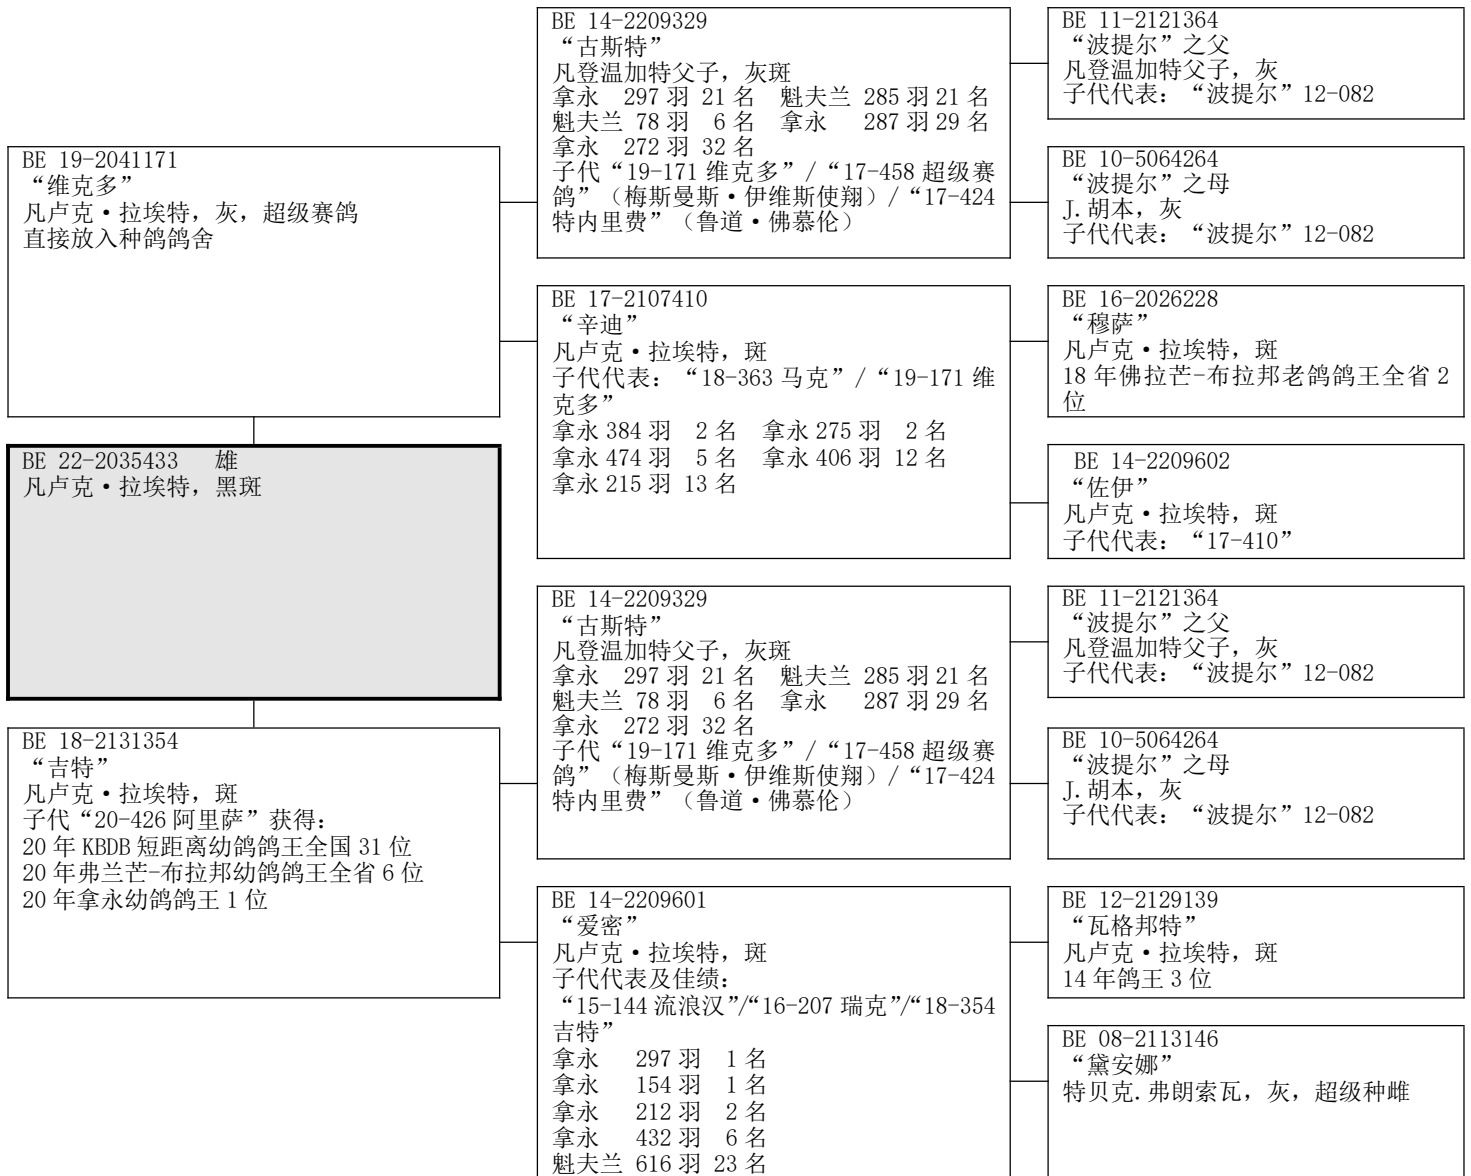 BE 19-2041171
“维克多”
凡卢克•拉埃特，灰，超级赛鸽
直接放入种鸽鸽舍
BE 22-2035433 雄
凡卢克•拉埃特，黑斑
BE 18-2131354
“吉特”
凡卢克•拉埃特，斑
子代“20-426 阿里萨”获得：
20 年 KBDB 短距离幼鸽鸽王全国 31 位
20 年弗兰芒-布拉邦幼鸽鸽王全省 6 位
20 年拿永幼鸽鸽王 1 位
BE 14-2209329
“古斯特”
凡登温加特父子，灰斑
拿永 297 羽 21 名 魁夫兰 285 羽 21 名
魁夫兰 78 羽 6 名 拿永 287 羽 29 名
拿永 272 羽 32 名
子代“19-171 维克多” / “17-458 超级赛
鸽”（梅斯曼斯•伊维斯使翔）/ “17-424
特内里费”（鲁道•佛慕伦）
BE 17-2107410
“辛迪”
凡卢克•拉埃特，斑
子代代表：“18-363 马克” / “19-171 维
克多”
拿永 384 羽 2 名 拿永 275 羽 2 名
拿永 474 羽 5 名 拿永 406 羽 12 名
拿永 215 羽 13 名
BE 14-2209329
“古斯特”
凡登温加特父子，灰斑
拿永 297 羽 21 名 魁夫兰 285 羽 21 名
魁夫兰 78 羽 6 名 拿永 287 羽 29 名
拿永 272 羽 32 名
子代“19-171 维克多” / “17-458 超级赛
鸽”（梅斯曼斯•伊维斯使翔）/ “17-424
特内里费”（鲁道•佛慕伦）
BE 14-2209601
“爱密”
凡卢克•拉埃特，斑
子代代表及佳绩：
“15-144 流浪汉”/“16-207 瑞克”/“18-354
吉特”
拿永 297 羽 1 名
拿永 154 羽 1 名
拿永 212 羽 2 名
拿永 432 羽 6 名
魁夫兰 616 羽 23 名
BE 11-2121364
“波提尔”之父
凡登温加特父子，灰
子代代表：“波提尔”12-082
BE 10-5064264
“波提尔”之母
J.胡本，灰
子代代表：“波提尔”12-082
BE 16-2026228
“穆萨”
凡卢克•拉埃特，斑
18 年佛拉芒-布拉邦老鸽鸽王全省 2
位
BE 14-2209602
“佐伊”
凡卢克•拉埃特，斑
子代代表：“17-410”
BE 11-2121364
“波提尔”之父
凡登温加特父子，灰
子代代表：“波提尔”12-082
BE 10-5064264
“波提尔”之母
J.胡本，灰
子代代表：“波提尔”12-082
BE 12-2129139
“瓦格邦特”
凡卢克•拉埃特，斑
14 年鸽王 3 位
BE 08-2113146
“黛安娜”
特贝克.弗朗索瓦，灰，超级种雌